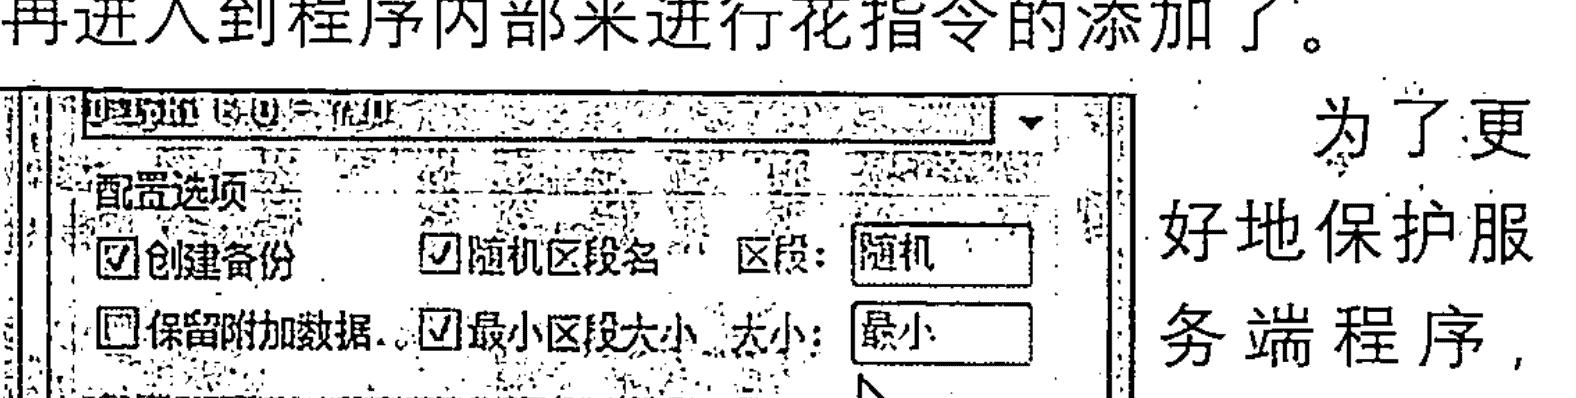 再进入到程序内部来进行花指令的添加了。
Delphi
配置选项
创建备份 随机区段名 区段: 随机
保留附加数据 最小区段大小 大小: 最小
为了更
好地保护服
务端程序,